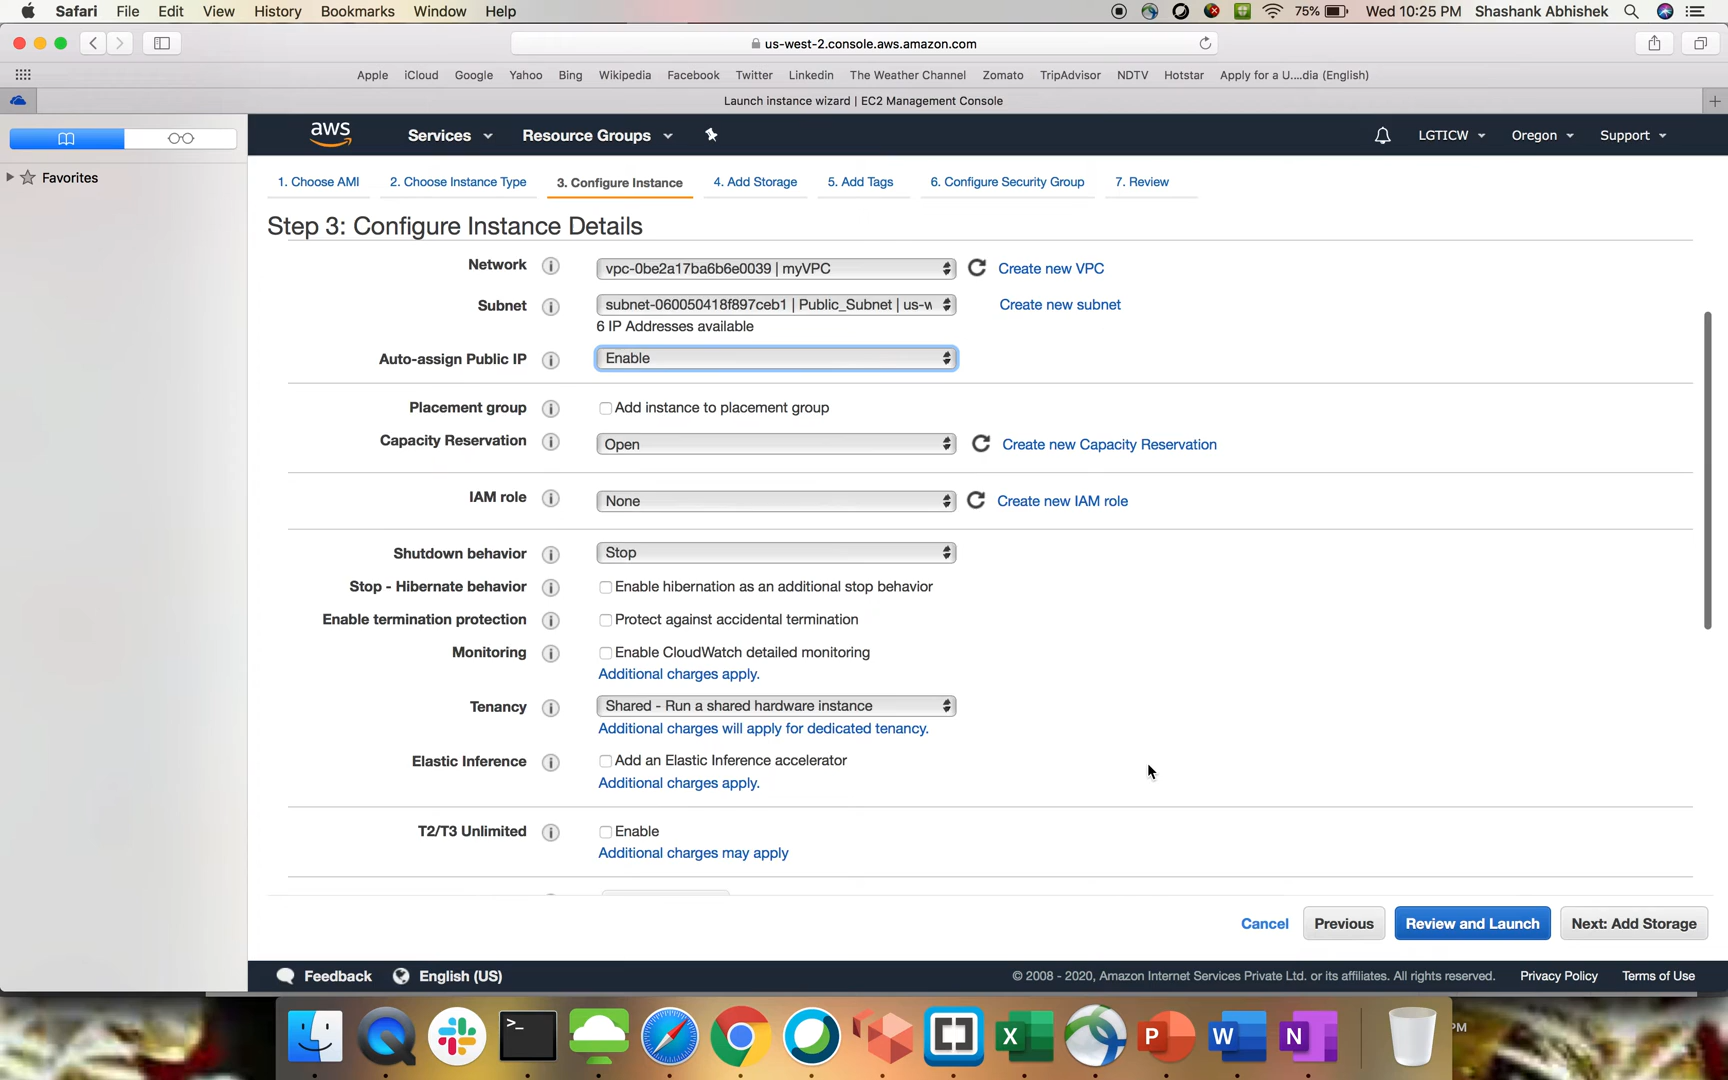 Safari File Edit View History Bookmarks Window Help 75% Wed 10:25 PM Shashank Abhishek
us-west-2.console.aws.amazon.com
Apple iCloud Google Yahoo Bing Wikipedia Facebook Twitter Linkedin The Weather Channel Zomato TripAdvisor NDTV Hotstar Apply for a U....dia (English)
Launch instance wizard | EC2 Management Console
aws Services Resource Groups LGTICW Oregon Support
Favorites
1. Choose AMI 2. Choose Instance Type 3. Configure Instance 4. Add Storage 5. Add Tags 6. Configure Security Group 7. Review
Step 3: Configure Instance Details
Network i vpc-0be2a17ba6b6e0039 | myVPC Create new VPC
Subnet i subnet-060050418f897ceb1 | Public_Subnet | us-w Create new subnet
6 IP Addresses available
Auto-assign Public IP i Enable
Placement group i Add instance to placement group
Capacity Reservation i Open Create new Capacity Reservation
IAM role i None Create new IAM role
Shutdown behavior i Stop
Stop - Hibernate behavior i Enable hibernation as an additional stop behavior
Enable termination protection i Protect against accidental termination
Monitoring i Enable CloudWatch detailed monitoring
Additional charges apply.
Tenancy i Shared - Run a shared hardware instance
Additional charges will apply for dedicated tenancy.
Elastic Inference i Add an Elastic Inference accelerator
Additional charges apply.
T2/T3 Unlimited i Enable
Additional charges may apply
Cancel Previous Review and Launch Next: Add Storage
Feedback English (US) © 2008 - 2020, Amazon Internet Services Private Ltd. or its affiliates. All rights reserved. Privacy Policy Terms of Use
>_ X P W N PM